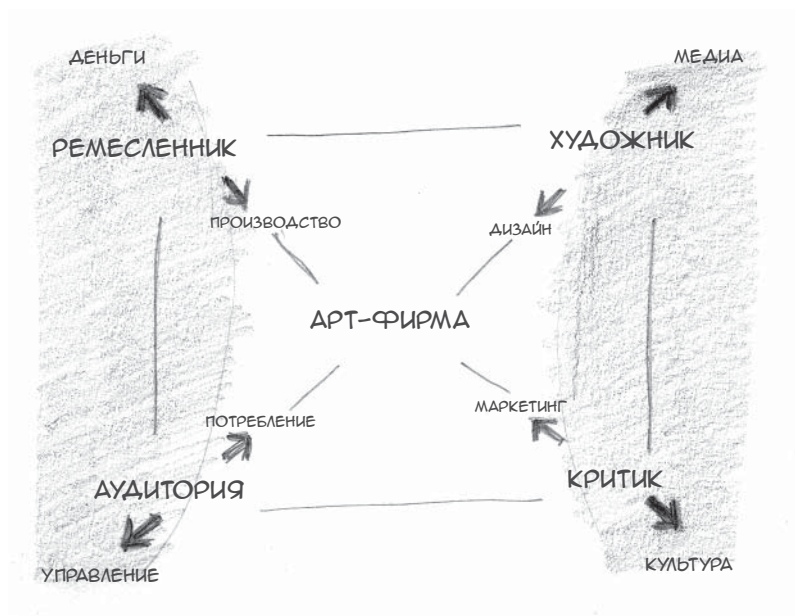 ДЕНЬГИ
МЕДИА
РЕМЕСЛЕННИК
ХУДОЖНИК
ПРОИЗВОДСТВО
ДИЗАЙН
АРТ-ФИРМА
ПОТРЕБЛЕНИЕ
МАРКЕТИНГ
АУДИТОРИЯ
КРИТИК
УПРАВЛЕНИЕ
КУЛЬТУРА